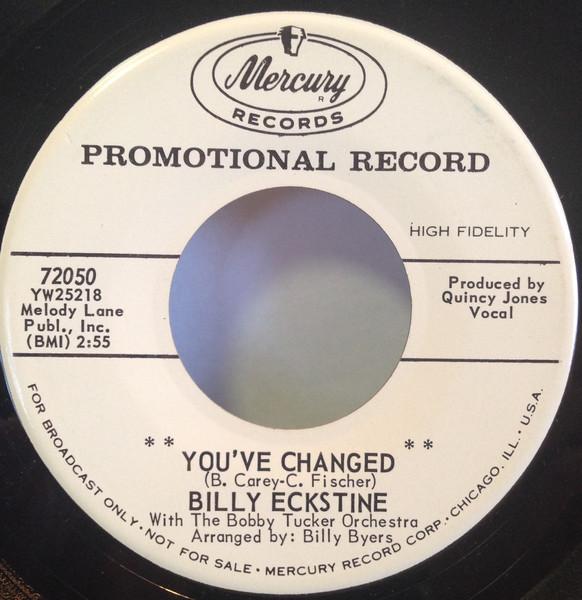 Mercury
R
RECORDS
PROMOTIONAL RECORD
HIGH FIDELITY
72050
YW25218
Melody Lane
Publ., Inc.
(BMI) 2:55
Produced by
Quincy Jones
Vocal
** YOU'VE CHANGED **
(B. Carey-C. Fischer)
BILLY ECKSTINE
With The Bobby Tucker Orchestra
Arranged by: Billy Byers
FOR BROADCAST ONLY. NOT FOR SALE • MERCURY RECORD CORP. • CHICAGO, ILL. • U.S.A.